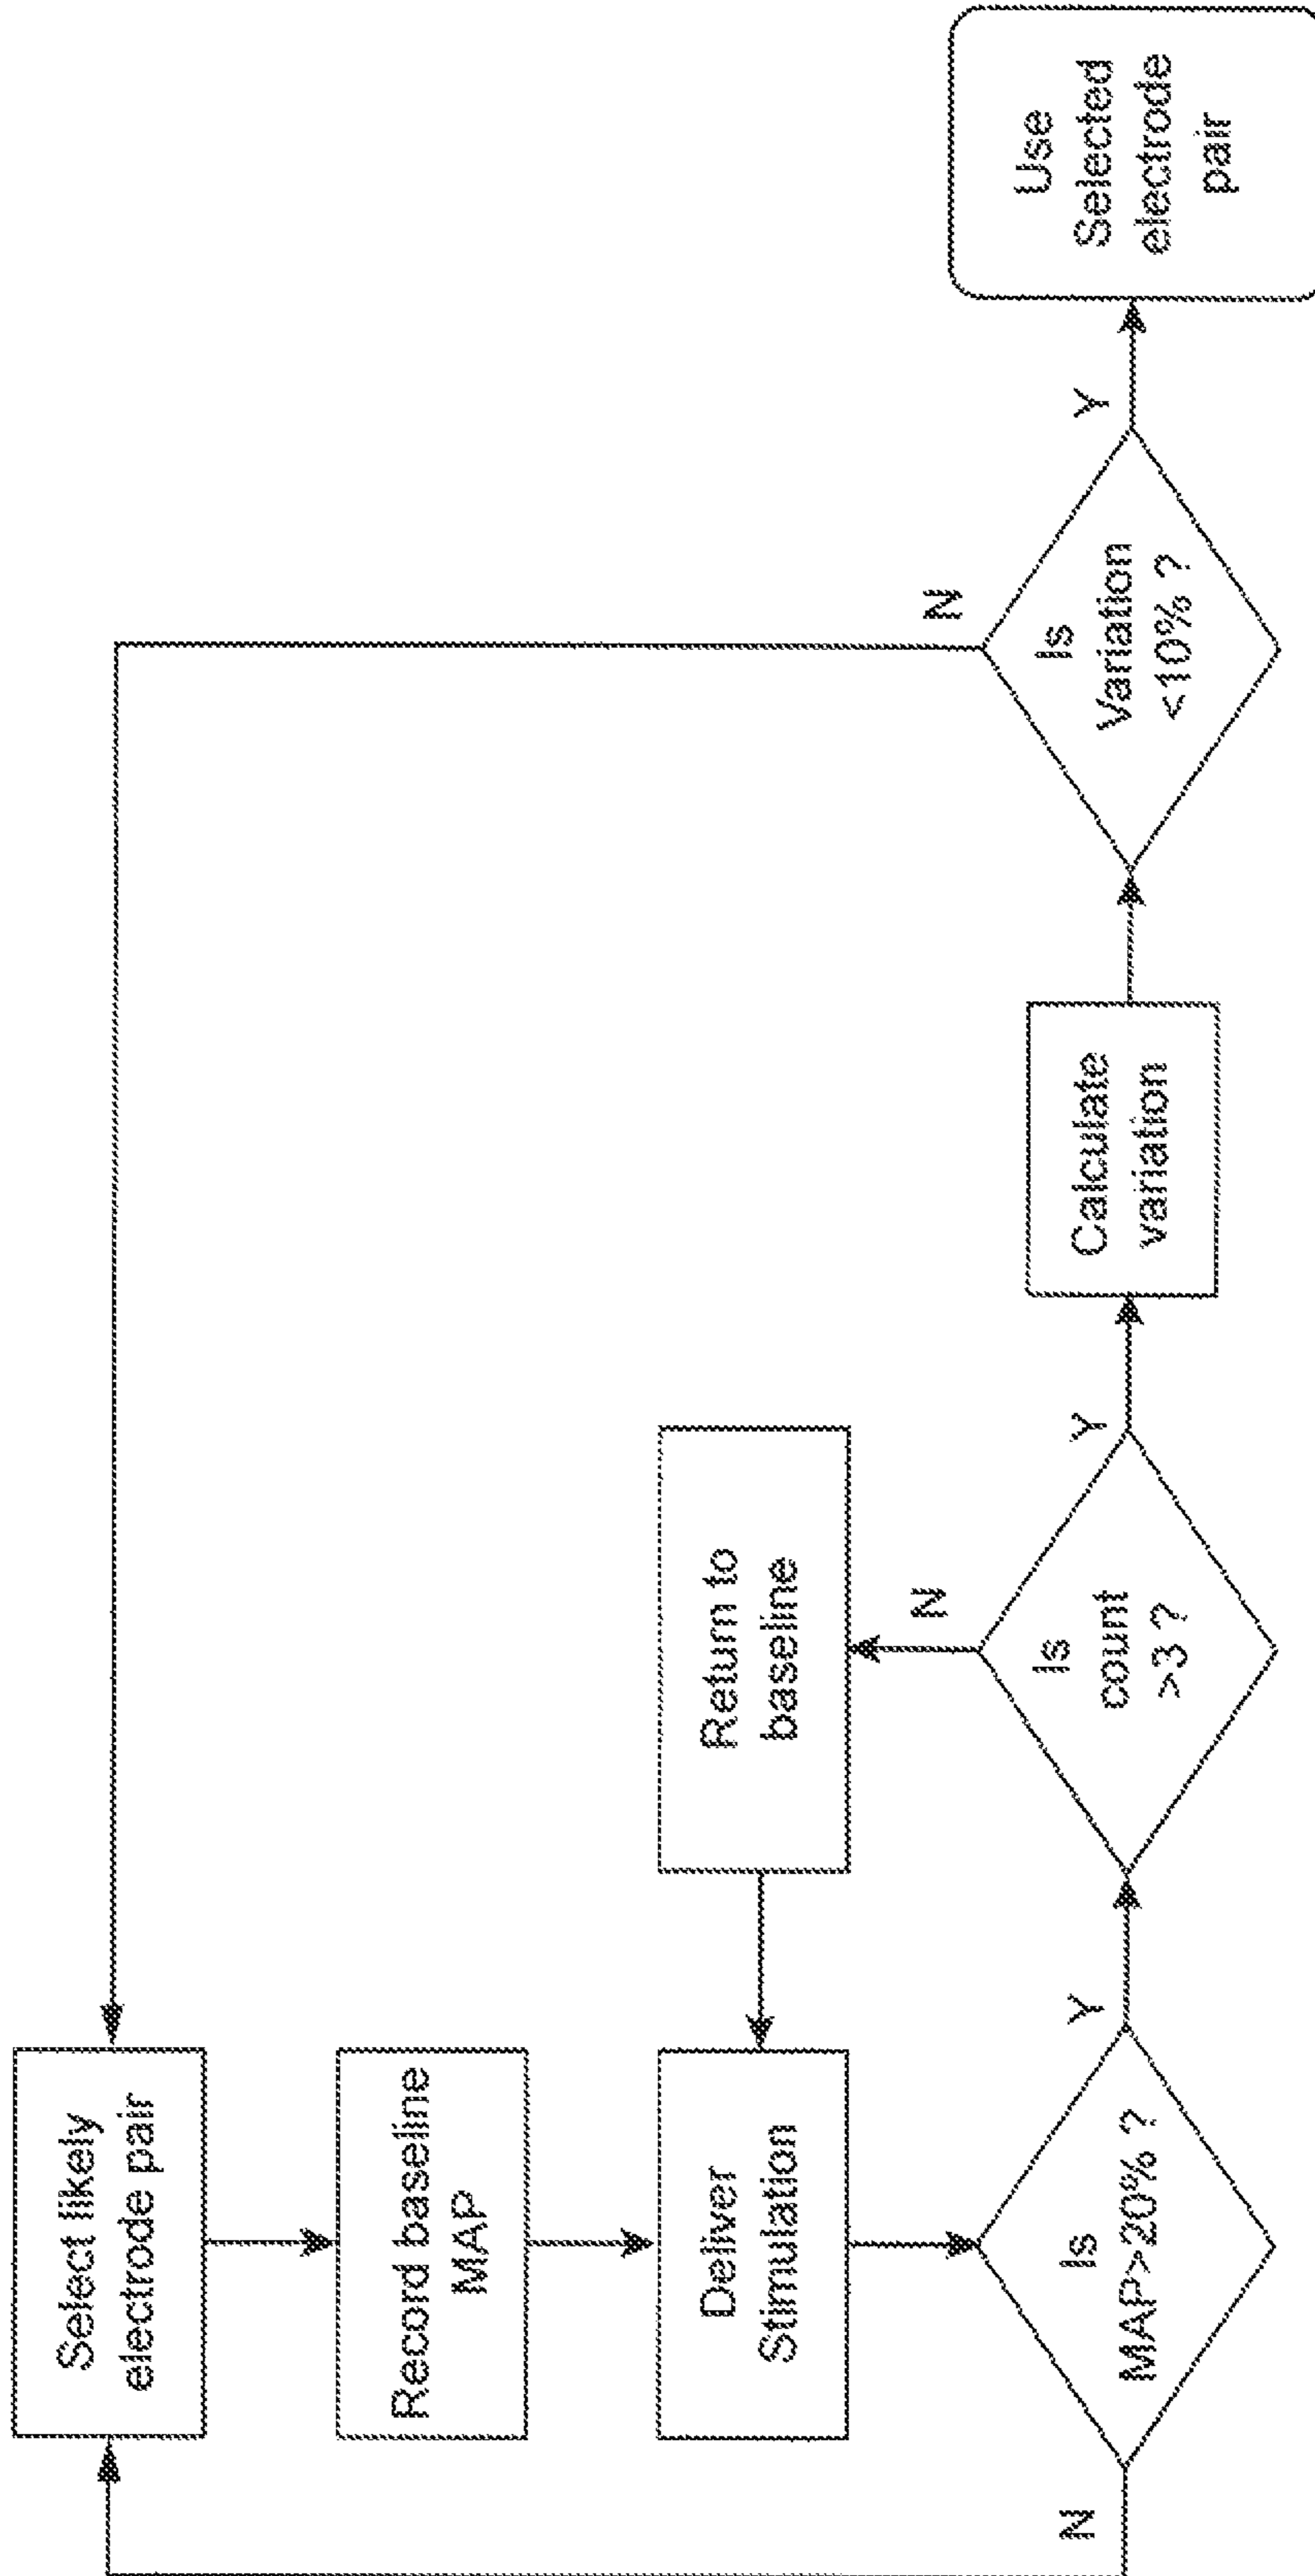 Select likely
electrode pair
Record baseline
MAP
Deliver
Stimulation
Is
MAP>20% ?
N
Y
Return to
baseline
N
Is
count
>3 ?
Y
Calculate
variation
Is
Variation
<10% ?
N
Y
Use
Selected
electrode
pair